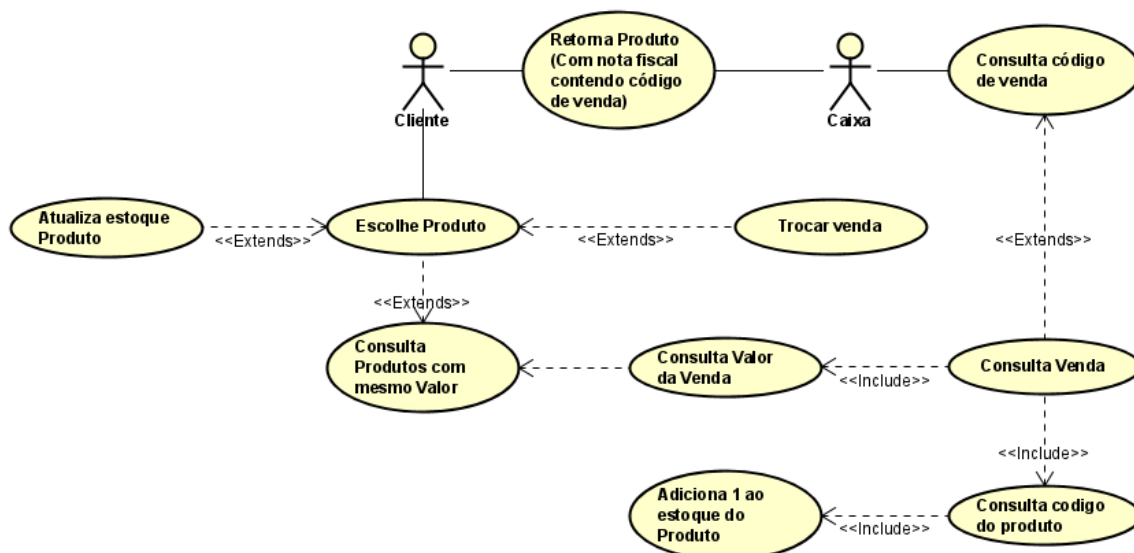 Retorna Produto
(Com nota fiscal
contendo código
de venda)
Consulta código
de venda
Cliente
Caixa
Atualiza estoque
Produto
<<Extends>>
Escolhe Produto
<<Extends>>
Trocar venda
<<Extends>>
<<Extends>>
Consulta
Produtos com
mesmo Valor
Consulta Valor
da Venda
<<Include>>
Consulta Venda
<<Include>>
Adiciona 1 ao
estoque do
Produto
<<Include>>
Consulta codigo
do produto